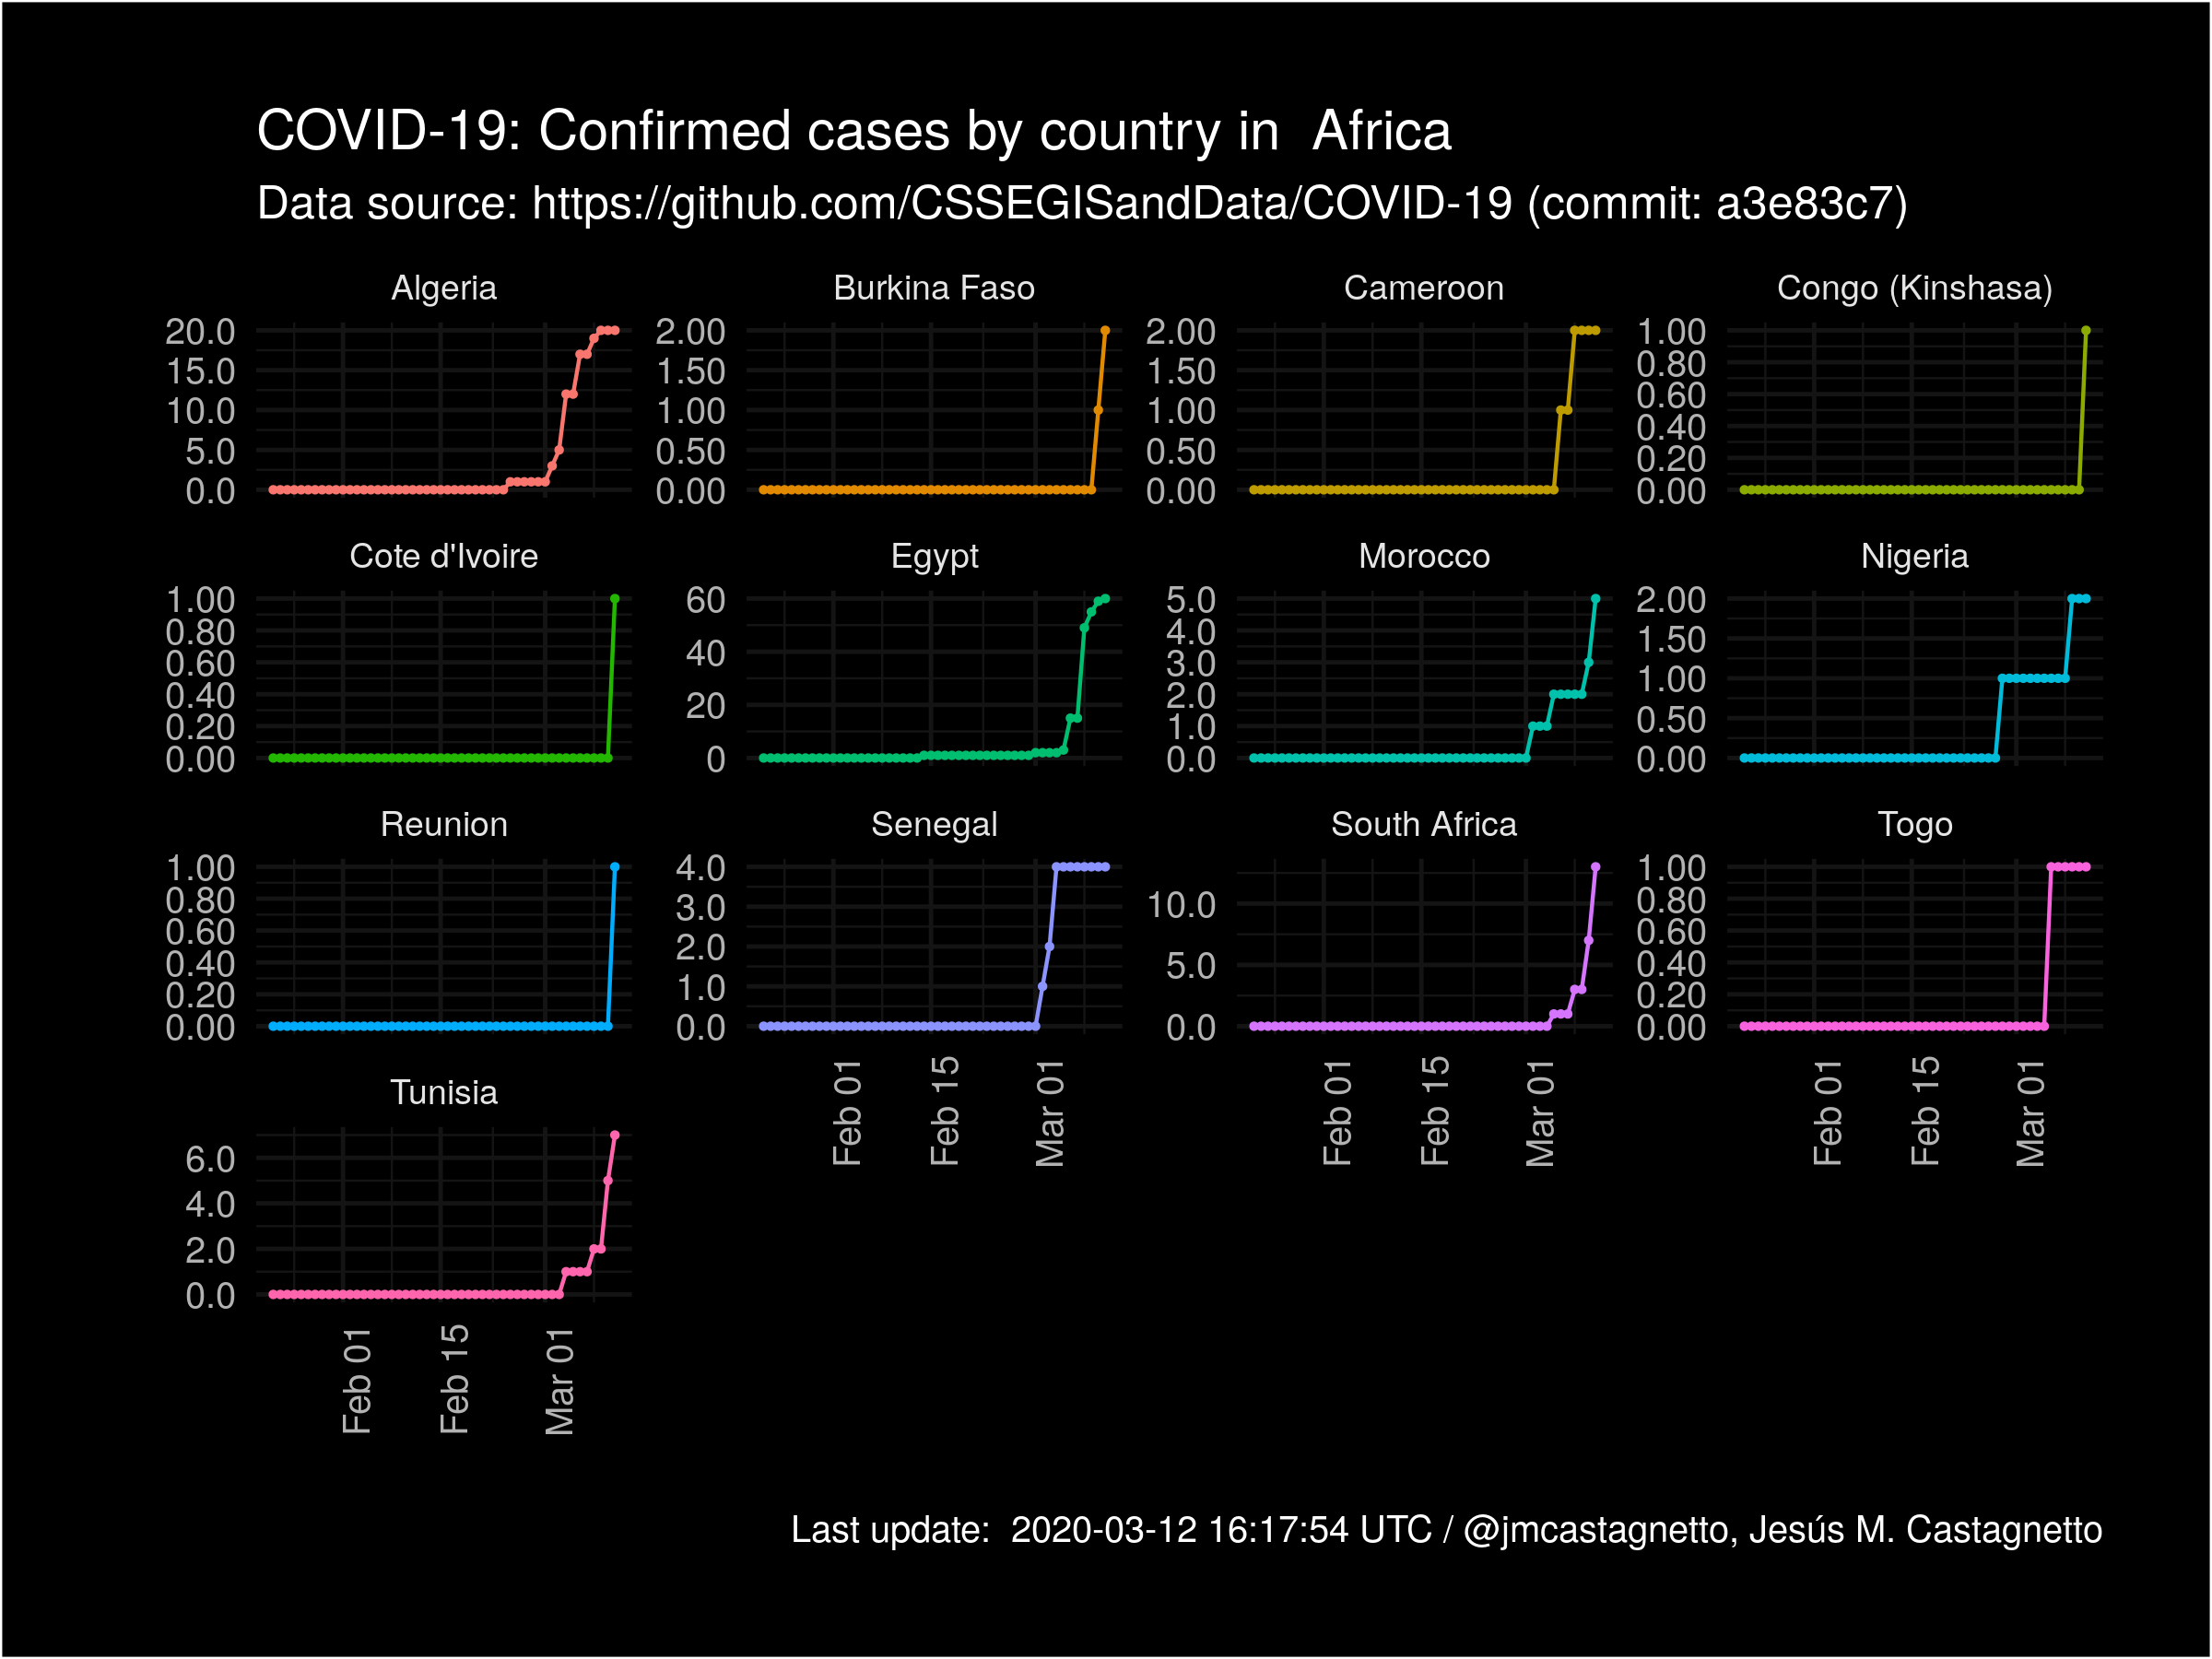 COVID-19: Confirmed cases by country in  Africa
Data source: https://github.com/CSSEGISandData/COVID-19 (commit: a3e83c7)
Algeria
20.0
15.0
10.0
5.0
0.0
Burkina Faso
2.00
1.50
1.00
0.50
0.00
Cameroon
2.00
1.50
1.00
0.50
0.00
Congo (Kinshasa)
1.00
0.80
0.60
0.40
0.20
0.00
Cote d'Ivoire
1.00
0.80
0.60
0.40
0.20
0.00
Egypt
60
40
20
0
Morocco
5.0
4.0
3.0
2.0
1.0
0.0
Nigeria
2.00
1.50
1.00
0.50
0.00
Reunion
1.00
0.80
0.60
0.40
0.20
0.00
Senegal
4.0
3.0
2.0
1.0
0.0
Feb 01
Feb 15
Mar 01
South Africa
10.0
5.0
0.0
Feb 01
Feb 15
Mar 01
Togo
1.00
0.80
0.60
0.40
0.20
0.00
Feb 01
Feb 15
Mar 01
Tunisia
6.0
4.0
2.0
0.0
Feb 01
Feb 15
Mar 01
Last update:  2020-03-12 16:17:54 UTC / @jmcastagnetto, Jesús M. Castagnetto